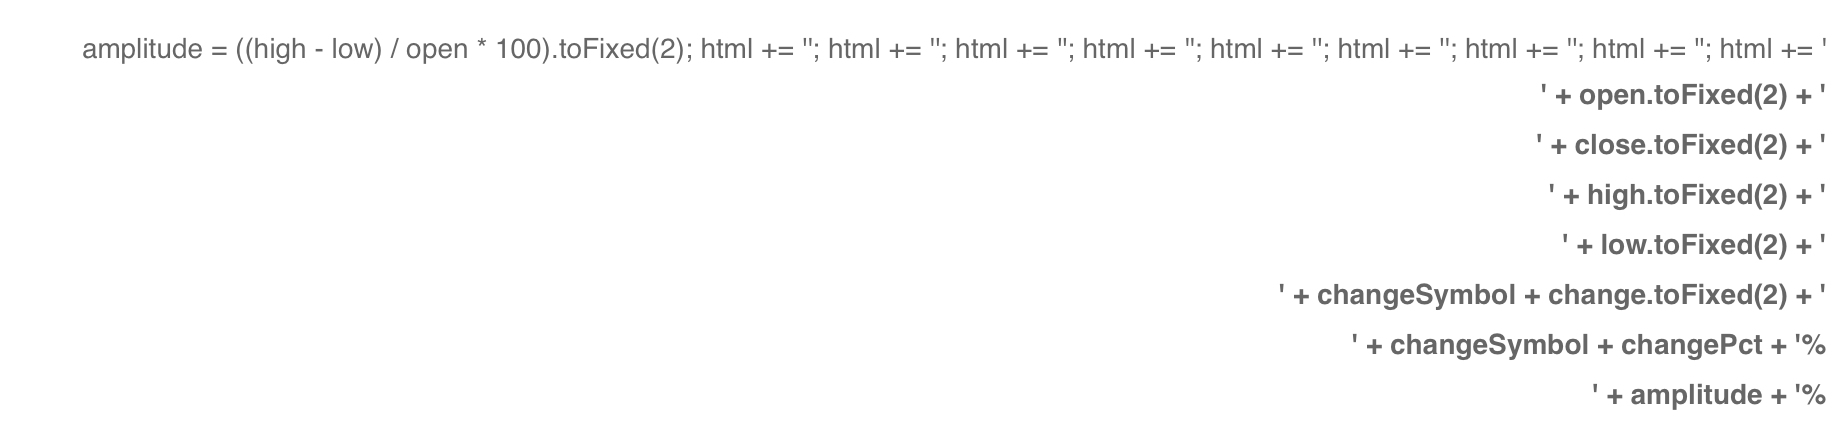 amplitude = ((high - low) / open * 100).toFixed(2); html += ''; html += ''; html += ''; html += ''; html += ''; html += ''; html += ''; html += ''; html += '
' + open.toFixed(2) + '
' + close.toFixed(2) + '
' + high.toFixed(2) + '
' + low.toFixed(2) + '
' + changeSymbol + change.toFixed(2) + '
' + changeSymbol + changePct + '%
' + amplitude + '%